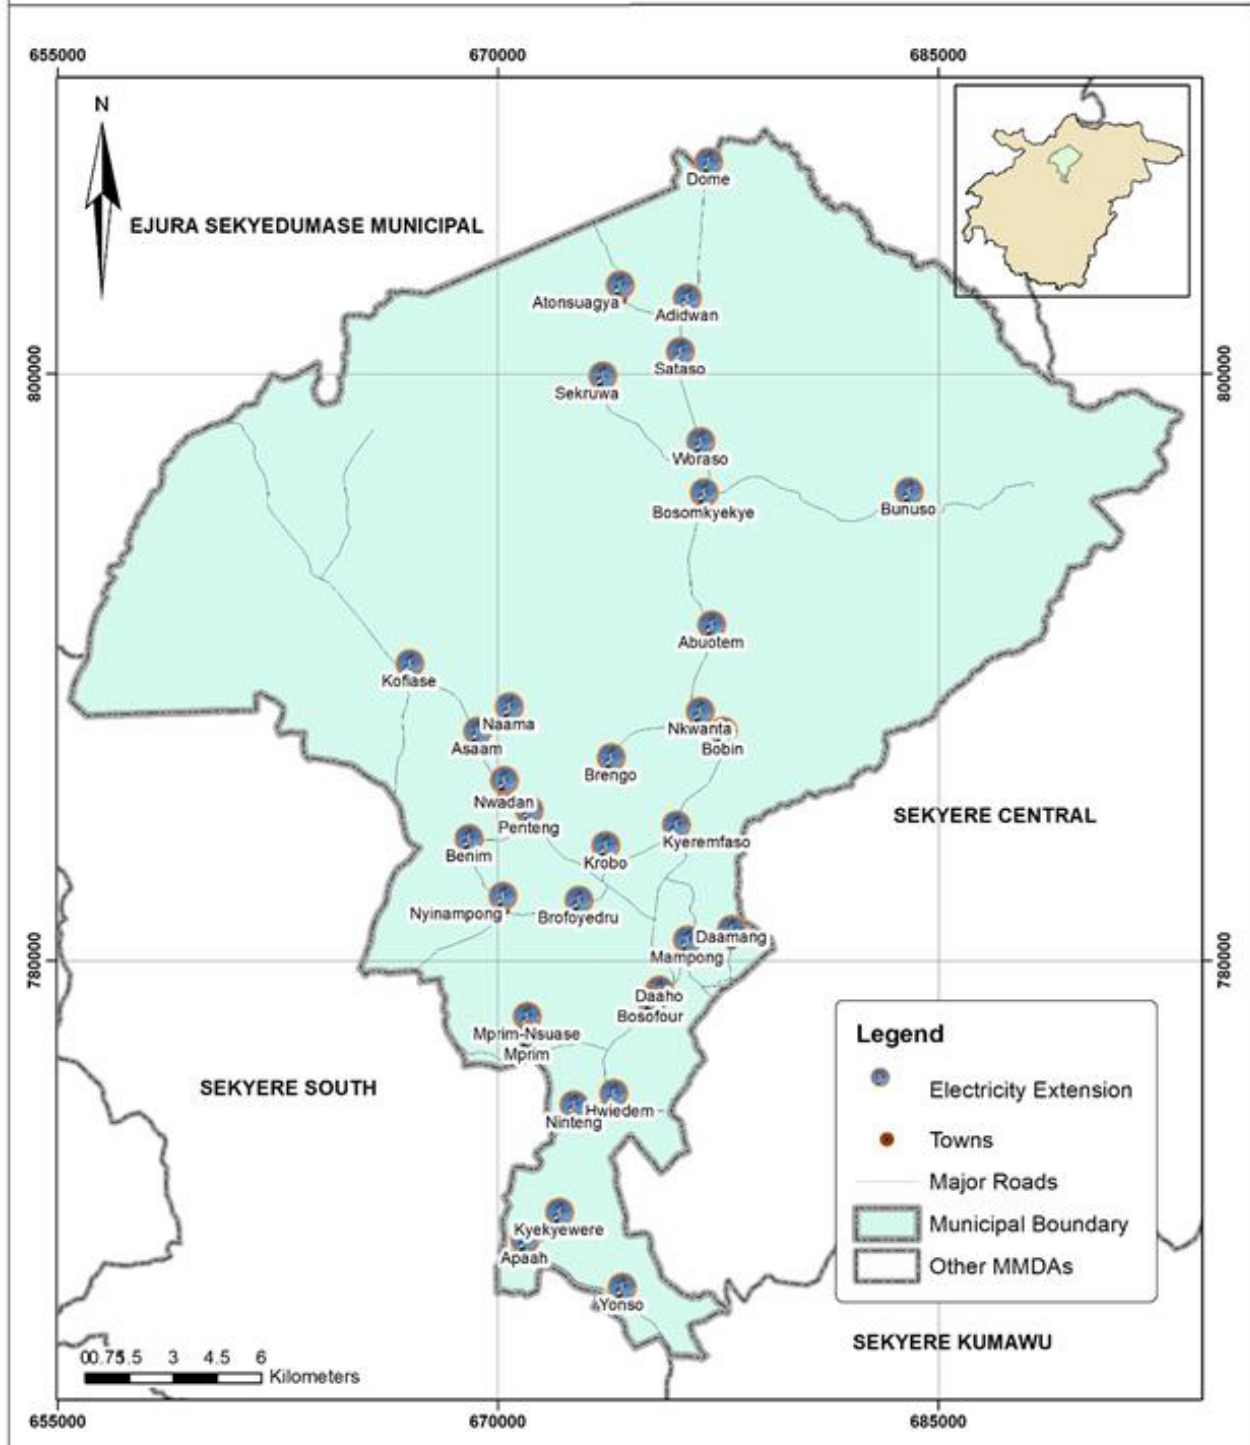 655000
670000
685000
N
EJURA SEKYEDUMASE MUNICIPAL
Dome
Atonsuagya
Adidwan
800000
800000
Sataso
Sekruwa
Woraso
Bosomkyekye
Bunuso
Abuotem
Kofiase
Naama
Nkwanta
Asaam
Bobin
Brengo
Nwadan
SEKYERE CENTRAL
Penteng
Kyeremfaso
Benim
Krobo
Nyinampong
Brofoyedru
Daamang
Mampong
780000
780000
Daaho
Bosofour
Mprim-Nsuase
Mprim
Legend
SEKYERE SOUTH
Electricity Extension
Hwiedem
Ninteng
Towns
Major Roads
Kyekyewere
Municipal Boundary
Apaah
Other MMDAs
Yonso
SEKYERE KUMAWU
00.751.5 3 4.5 6
Kilometers
655000
670000
685000